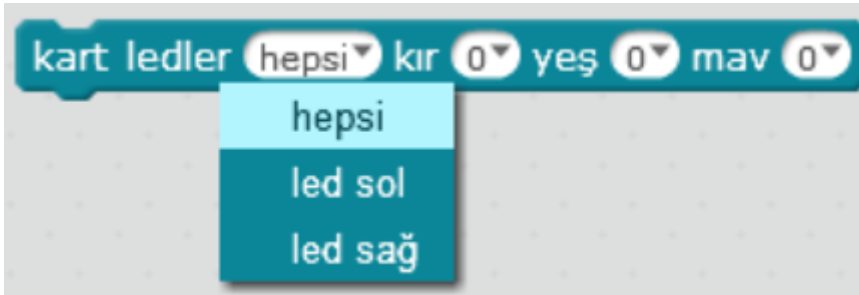 kart ledler hepsi kır 0 yeş 0 mav 0
hepsi
led sol
led sağ